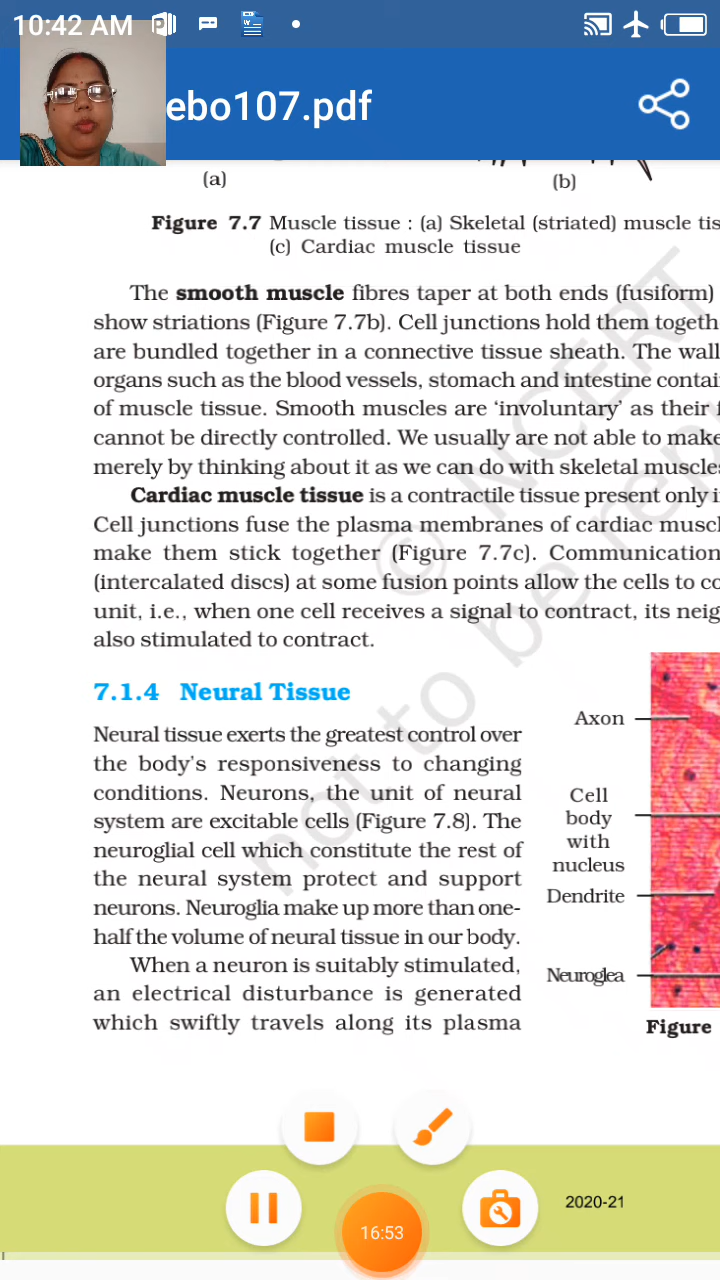 10:42 AM
ebo107.pdf
(a)
(b)
Figure 7.7 Muscle tissue : (a) Skeletal (striated) muscle tis
(c) Cardiac muscle tissue
The smooth muscle fibres taper at both ends (fusiform)
show striations (Figure 7.7b). Cell junctions hold them togeth
are bundled together in a connective tissue sheath. The wall
organs such as the blood vessels, stomach and intestine contai
of muscle tissue. Smooth muscles are ‘involuntary’ as their f
cannot be directly controlled. We usually are not able to make
merely by thinking about it as we can do with skeletal muscles
Cardiac muscle tissue is a contractile tissue present only i
Cell junctions fuse the plasma membranes of cardiac muscl
make them stick together (Figure 7.7c). Communication
(intercalated discs) at some fusion points allow the cells to co
unit, i.e., when one cell receives a signal to contract, its neig
also stimulated to contract.
7.1.4 Neural Tissue
Neural tissue exerts the greatest control over
the body's responsiveness to changing
conditions. Neurons, the unit of neural
system are excitable cells (Figure 7.8). The
neuroglial cell which constitute the rest of
the neural system protect and support
neurons. Neuroglia make up more than one-
half the volume of neural tissue in our body.
When a neuron is suitably stimulated,
an electrical disturbance is generated
which swiftly travels along its plasma
Axon
Cell
body
with
nucleus
Dendrite
Neuroglea
Figure
© NCERT
not to be rep
16:53
2020-21